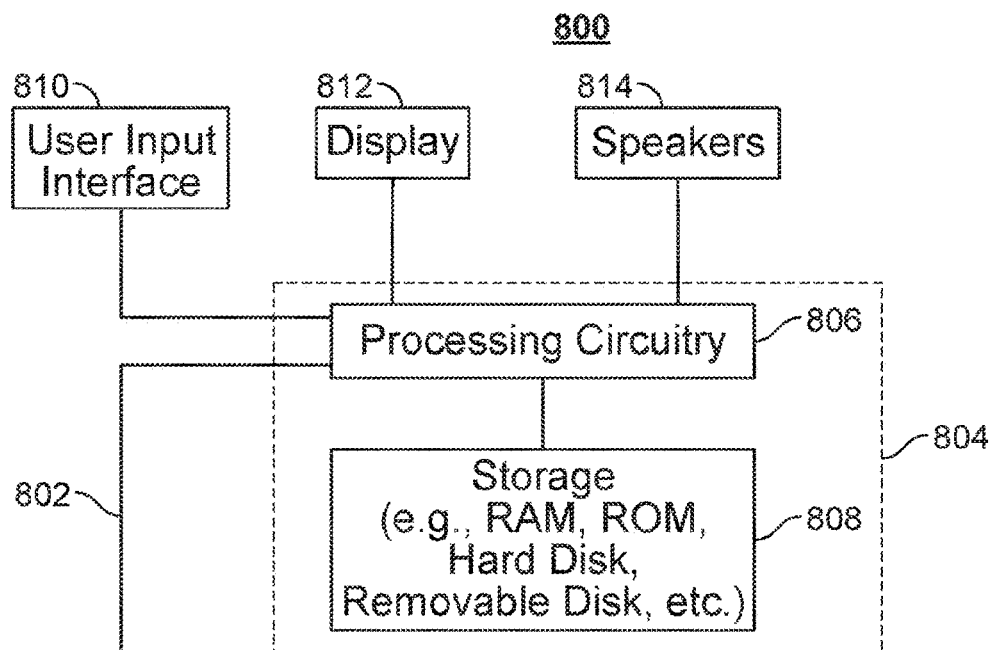 800
810
812
814
User Input
Interface
Display
Speakers
Processing Circuitry
806
804
802
Storage
(e.g., RAM, ROM,
Hard Disk,
Removable Disk, etc.)
808